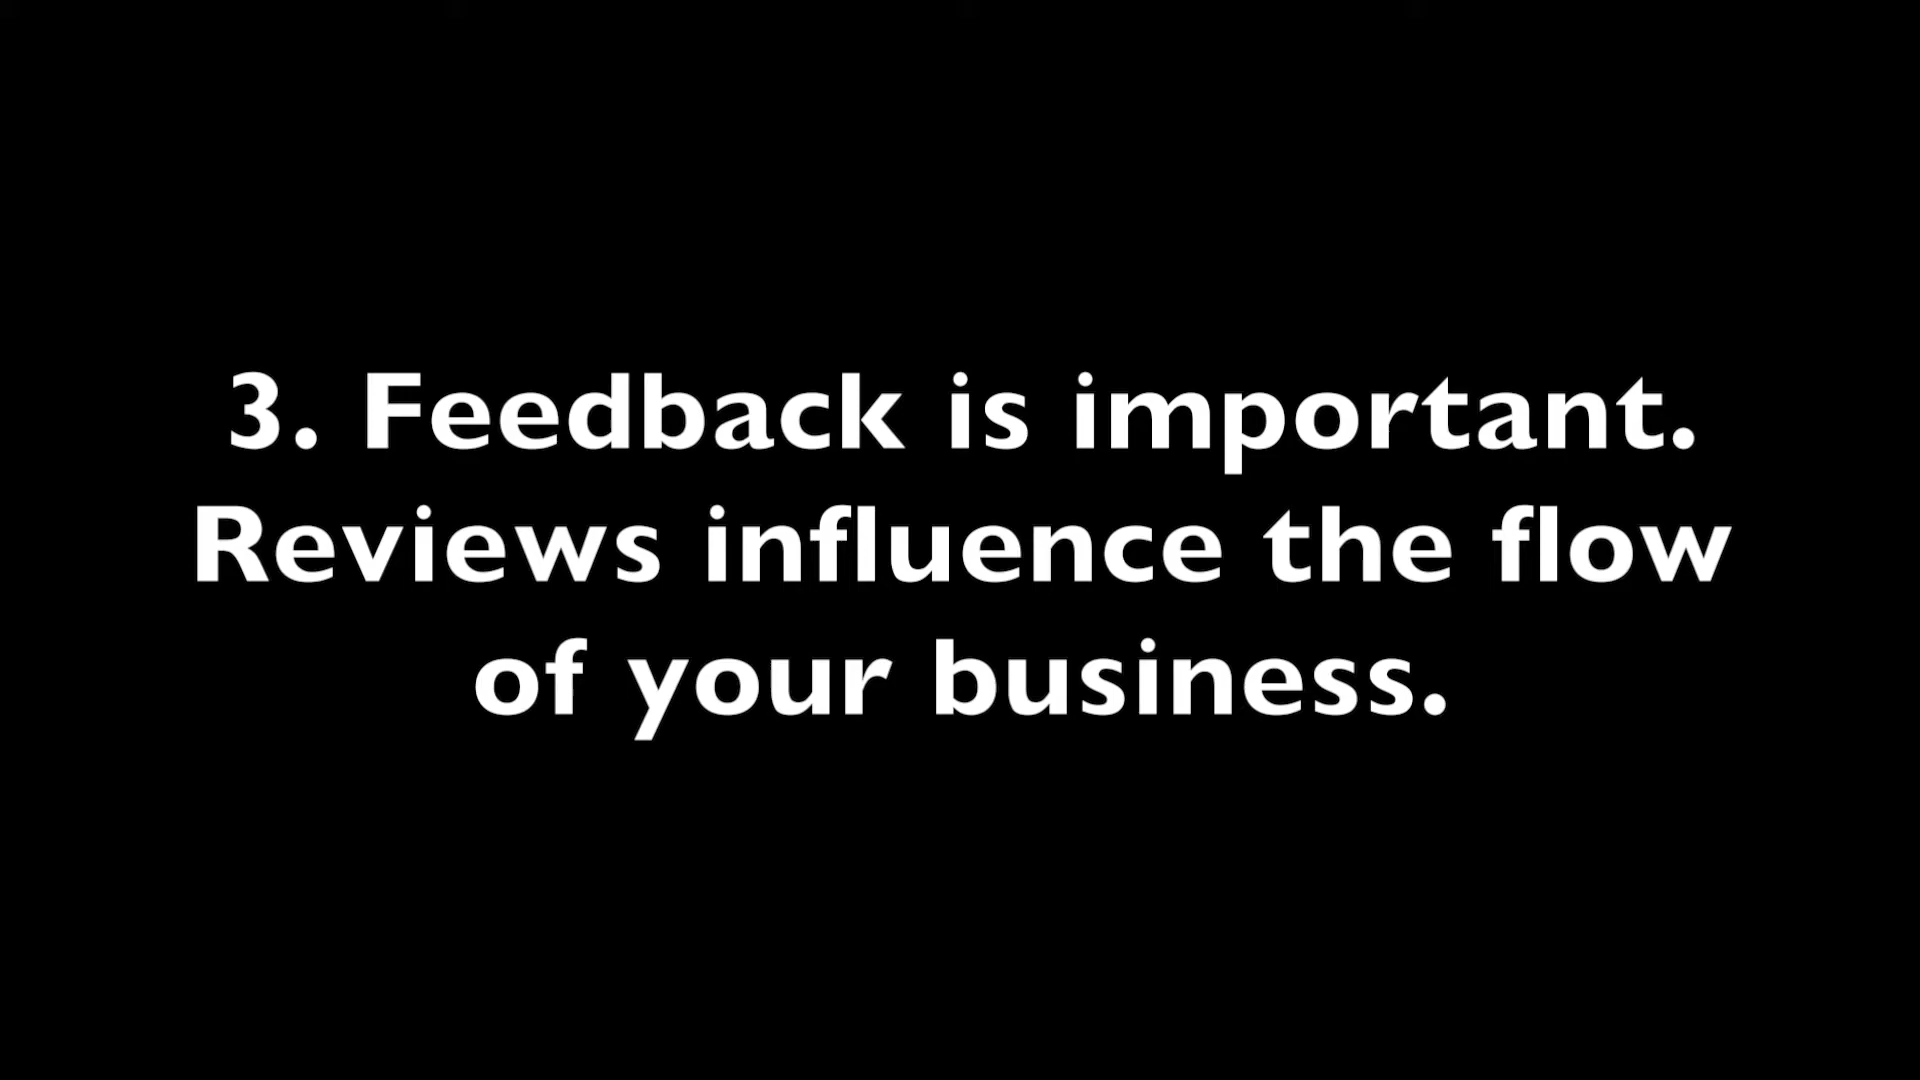 3. Feedback is important.
Reviews influence the flow
of your business.